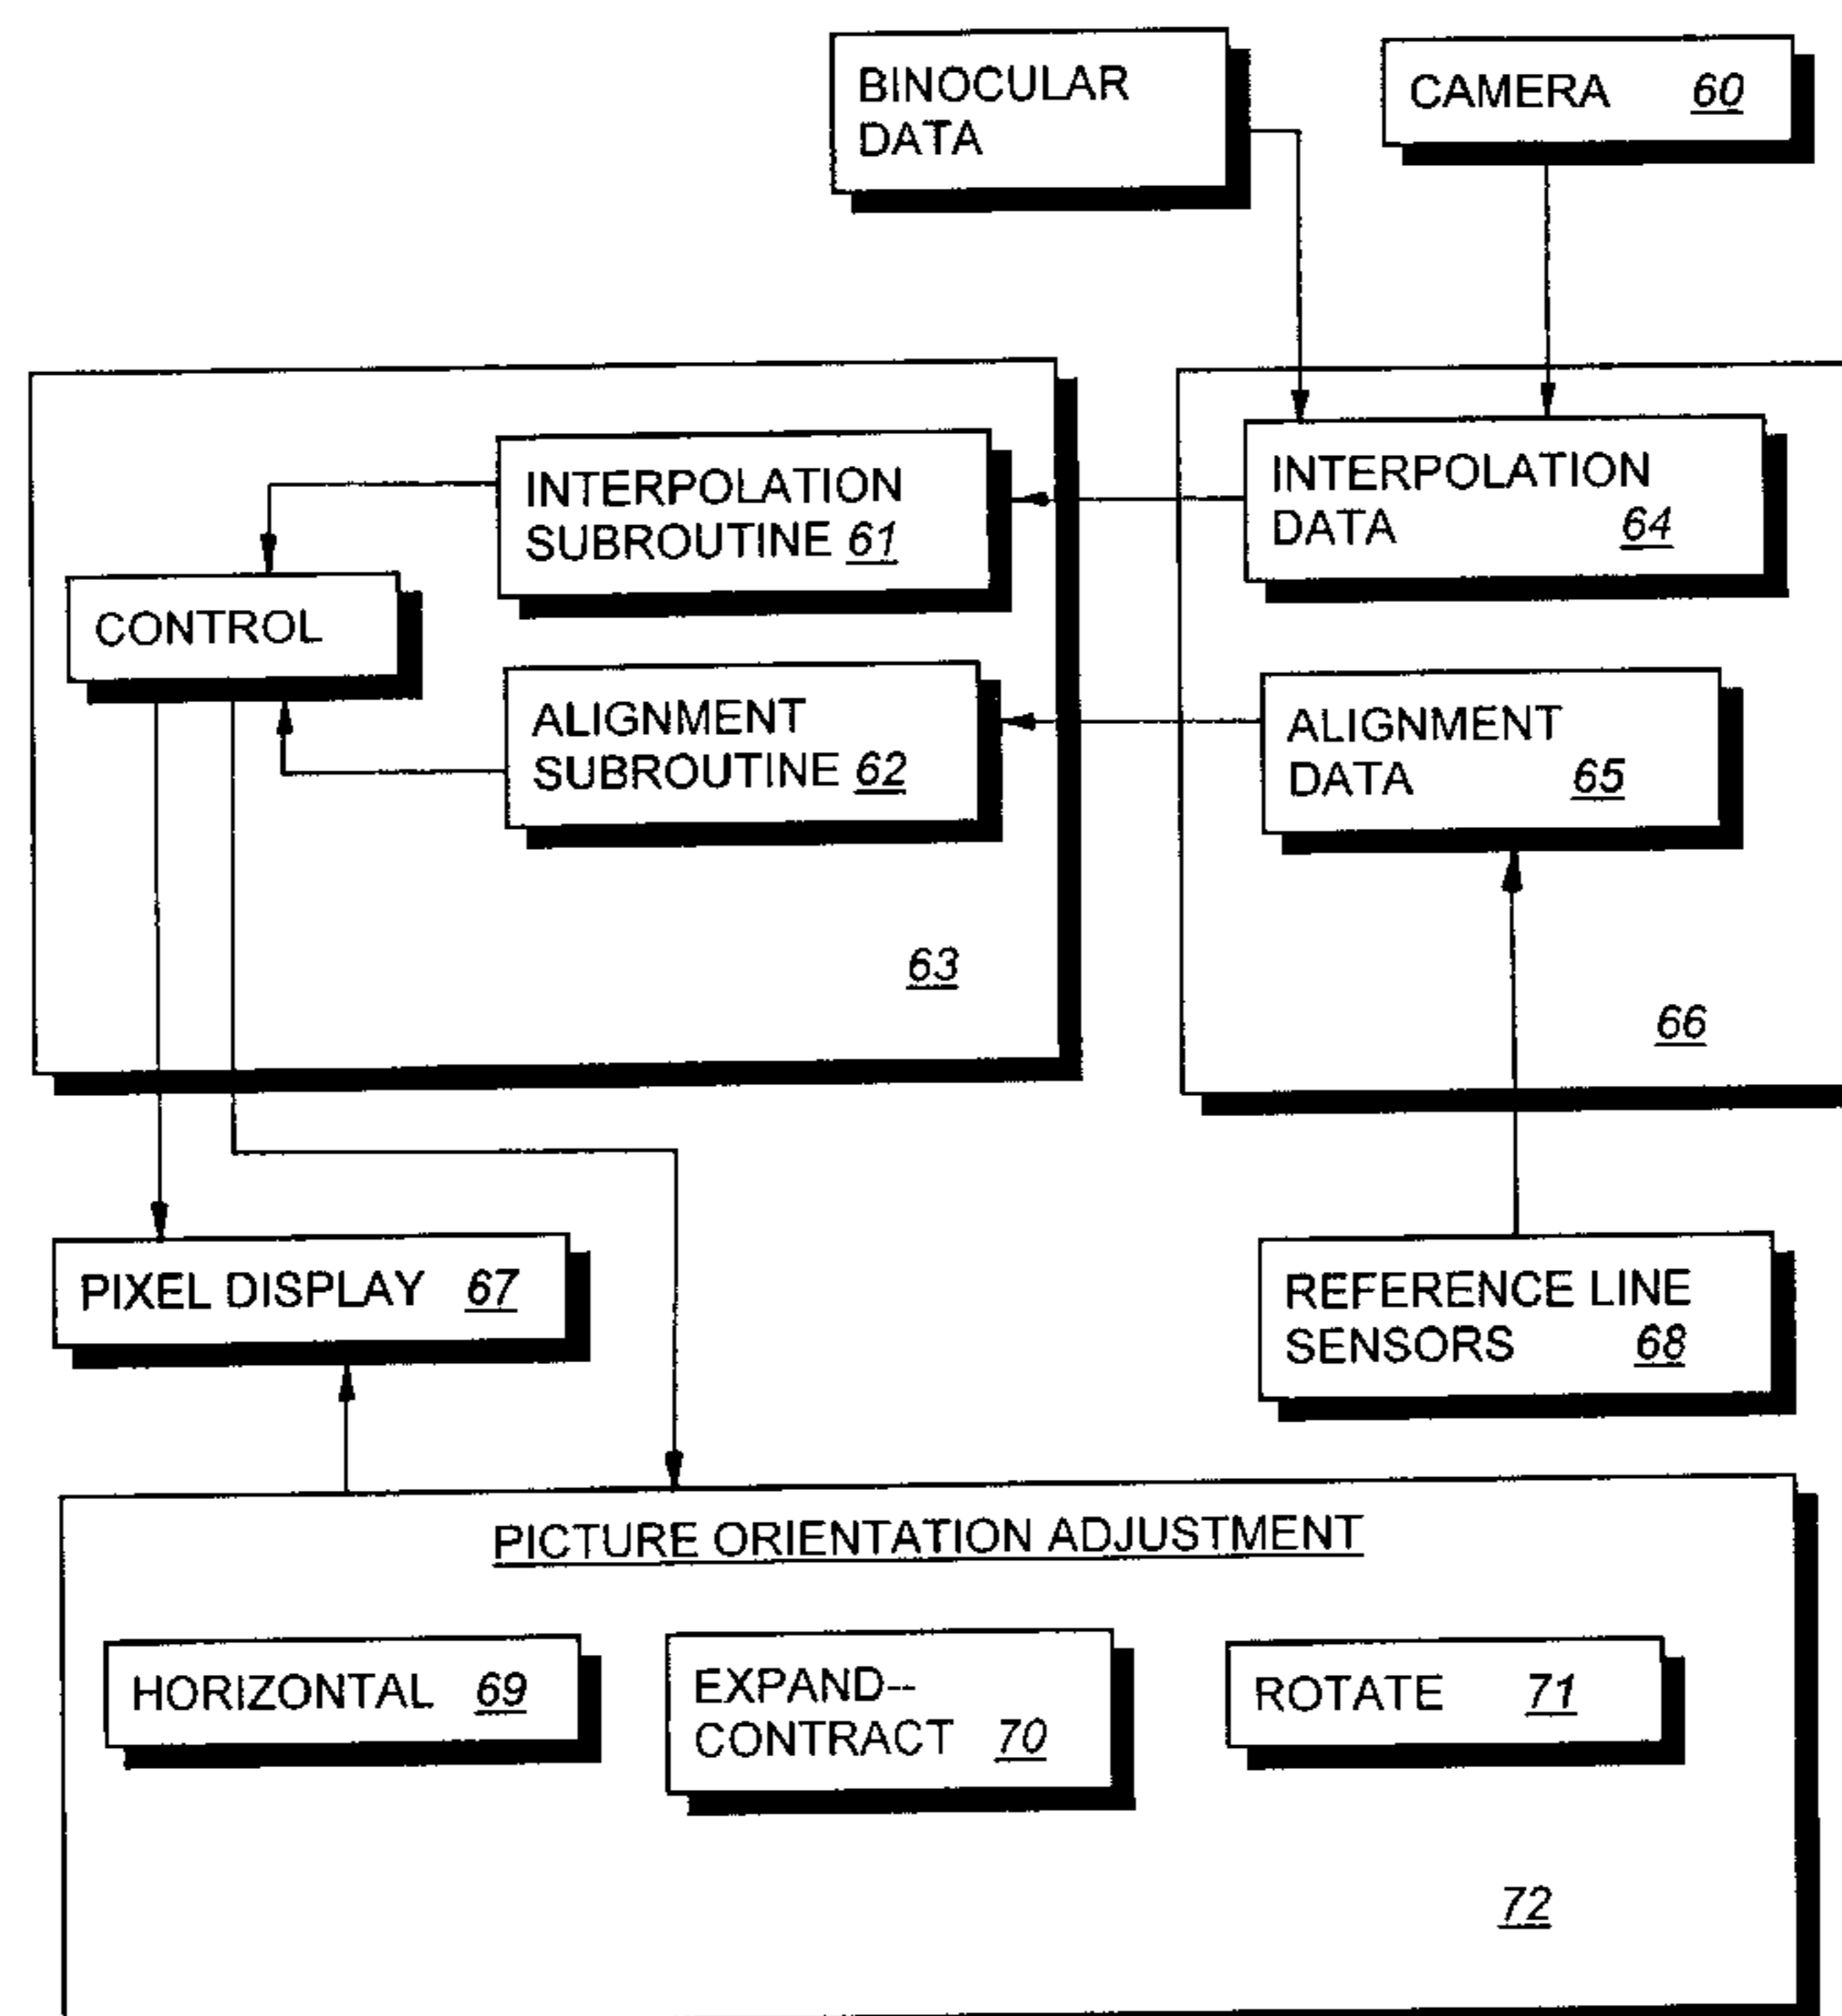 BINOCULAR
DATA
CAMERA 60
INTERPOLATION
SUBROUTINE 61
INTERPOLATION
DATA 64
CONTROL
ALIGNMENT
SUBROUTINE 62
ALIGNMENT
DATA 65
63
66
PIXEL DISPLAY 67
REFERENCE LINE
SENSORS 68
PICTURE ORIENTATION ADJUSTMENT
HORIZONTAL 69
EXPAND--
CONTRACT 70
ROTATE 71
72